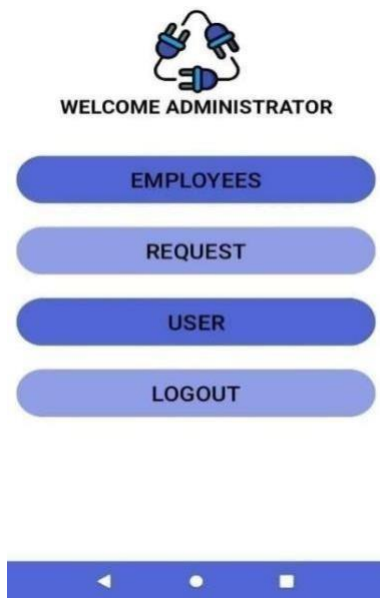 WELCOME ADMINISTRATOR
EMPLOYEES
REQUEST
USER
LOGOUT